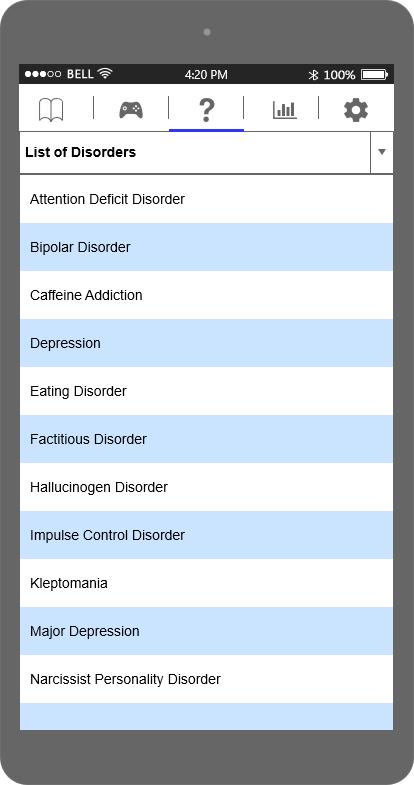 BELL 4:20 PM 100%
?
List of Disorders
Attention Deficit Disorder
Bipolar Disorder
Caffeine Addiction
Depression
Eating Disorder
Factitious Disorder
Hallucinogen Disorder
Impulse Control Disorder
Kleptomania
Major Depression
Narcissist Personality Disorder